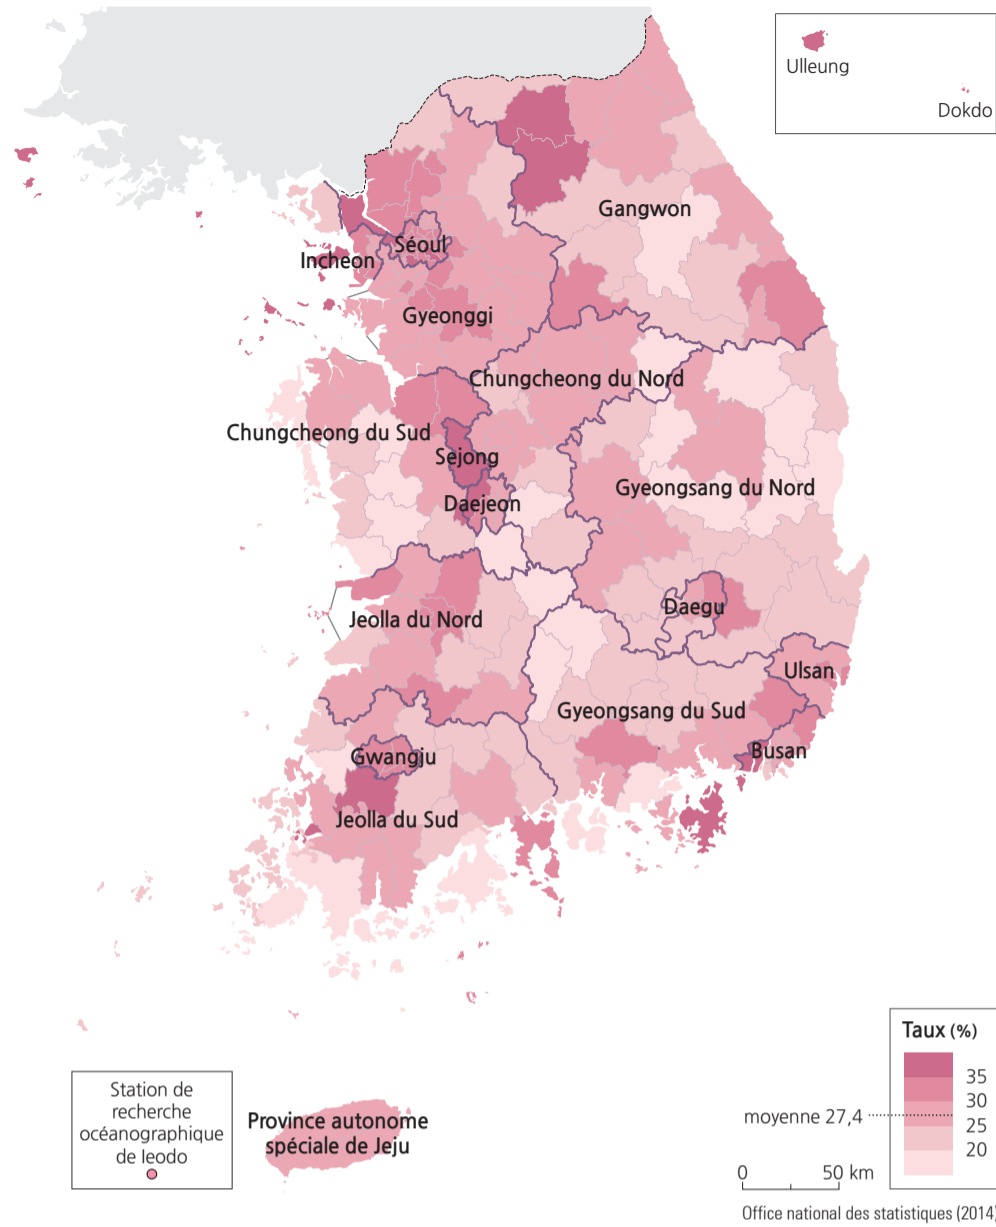 Ulleung
Dokdo
Gangwon
Séoul
Incheon
Gyeonggi
Chungcheong du Nord
Chungcheong du Sud
Sejong
Gyeongsang du Nord
Daejeon
Daegu
Jeolla du Nord
Ulsan
Gyeongsang du Sud
Busan
Gwangju
Jeolla du Sud
Taux (%)
35
30
moyenne 27,4
25
20
Station de
recherche
océanographique
de Ieodo
Province autonome
spéciale de Jeju
0 50 km
Office national des statistiques (2014)